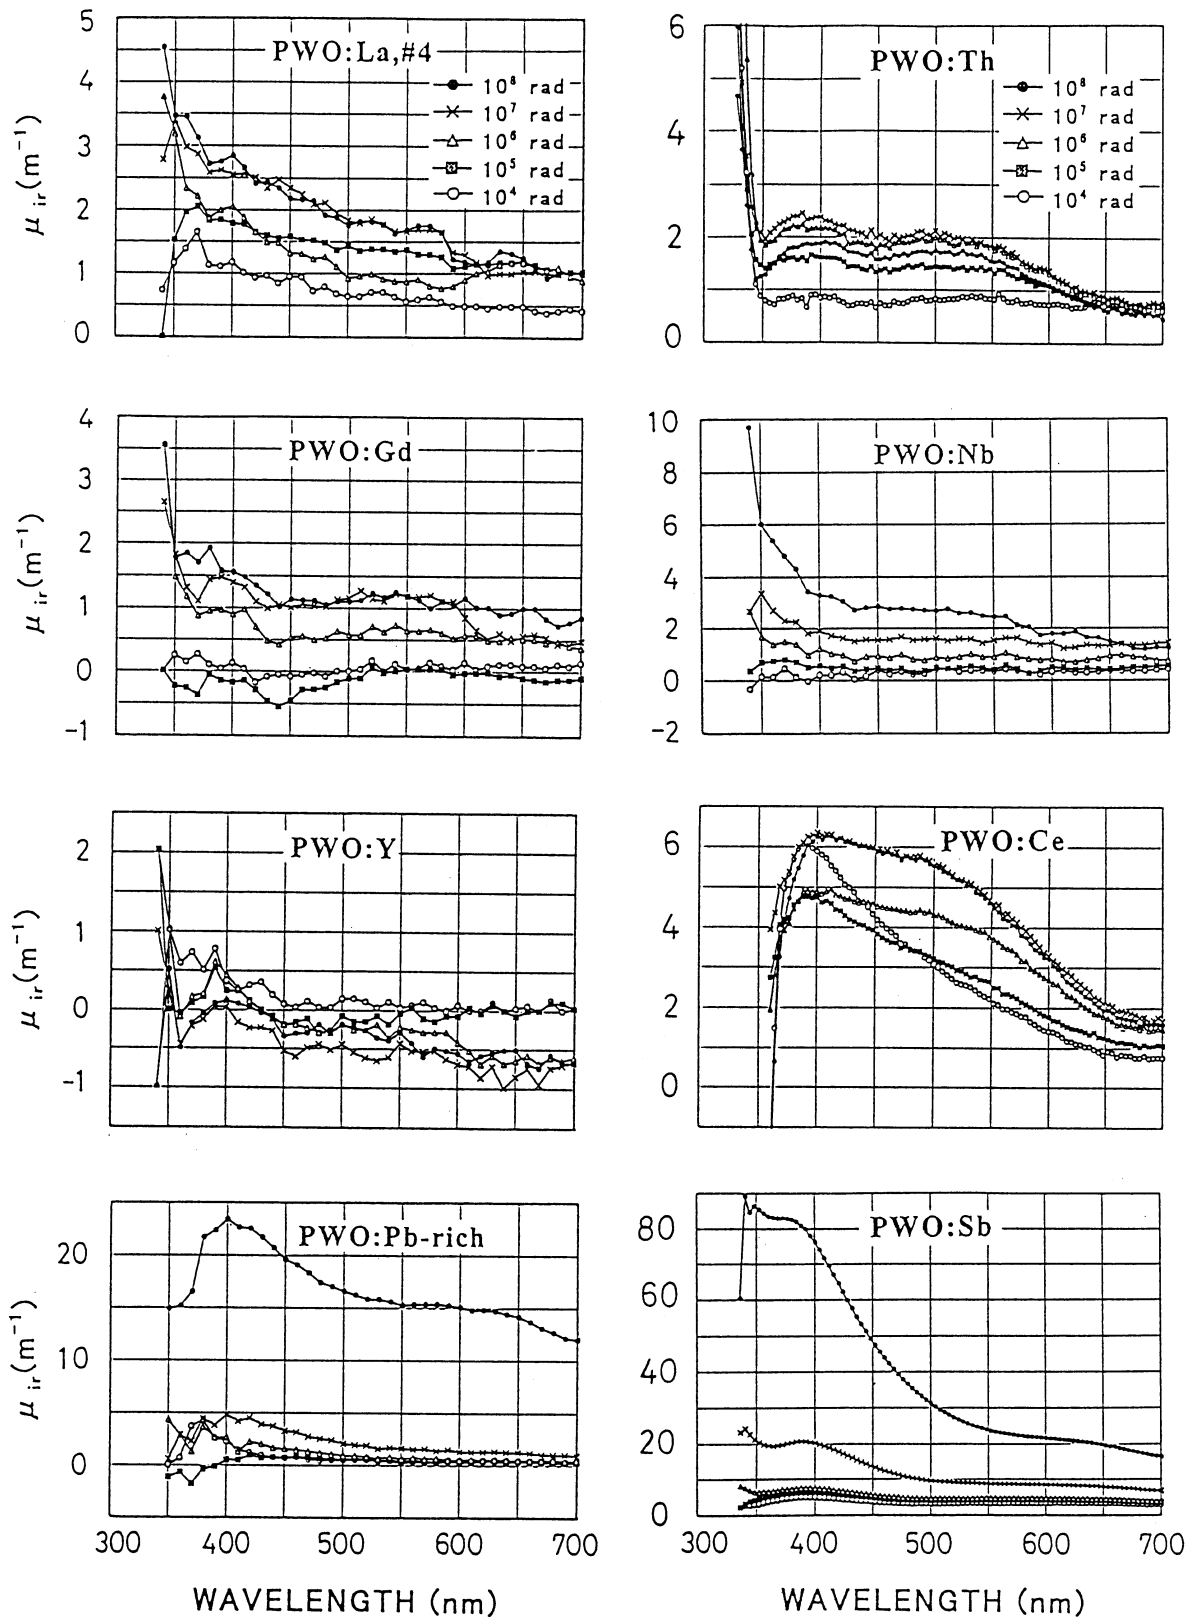 PWO:La,#4
10⁸ rad
10⁷ rad
10⁶ rad
10⁵ rad
10⁴ rad
5
4
3
2
1
0
μ ir (m⁻¹)
PWO:Th
10⁸ rad
10⁷ rad
10⁶ rad
10⁵ rad
10⁴ rad
6
4
2
0
PWO:Gd
4
3
2
1
0
-1
μ ir (m⁻¹)
PWO:Nb
10
8
6
4
2
0
-2
PWO:Y
2
1
0
-1
μ ir (m⁻¹)
PWO:Ce
6
4
2
0
PWO:Pb-rich
20
10
0
μ ir (m⁻¹)
300 400 500 600 700
WAVELENGTH (nm)
PWO:Sb
80
60
40
20
0
300 400 500 600 700
WAVELENGTH (nm)